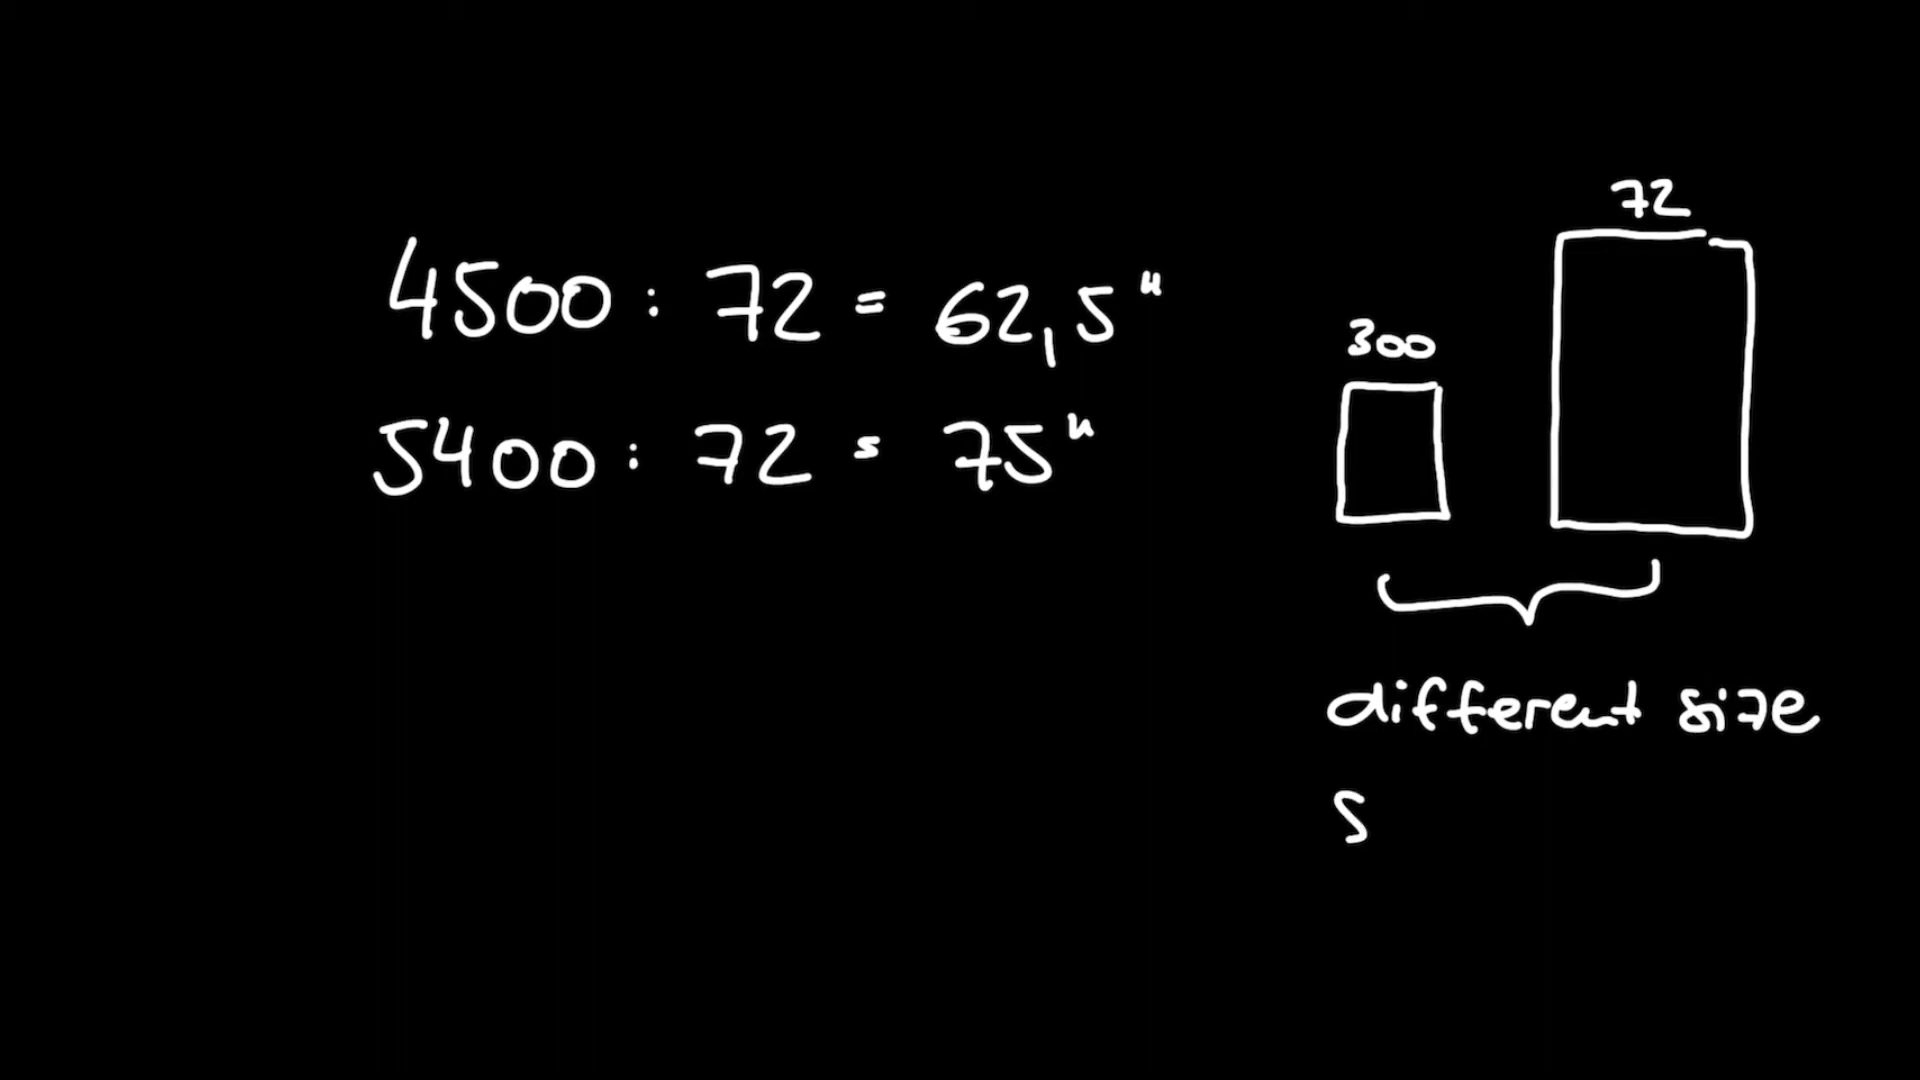 4500 : 72 = 62,5"
5400 : 72 = 75"
72
300
different size
s